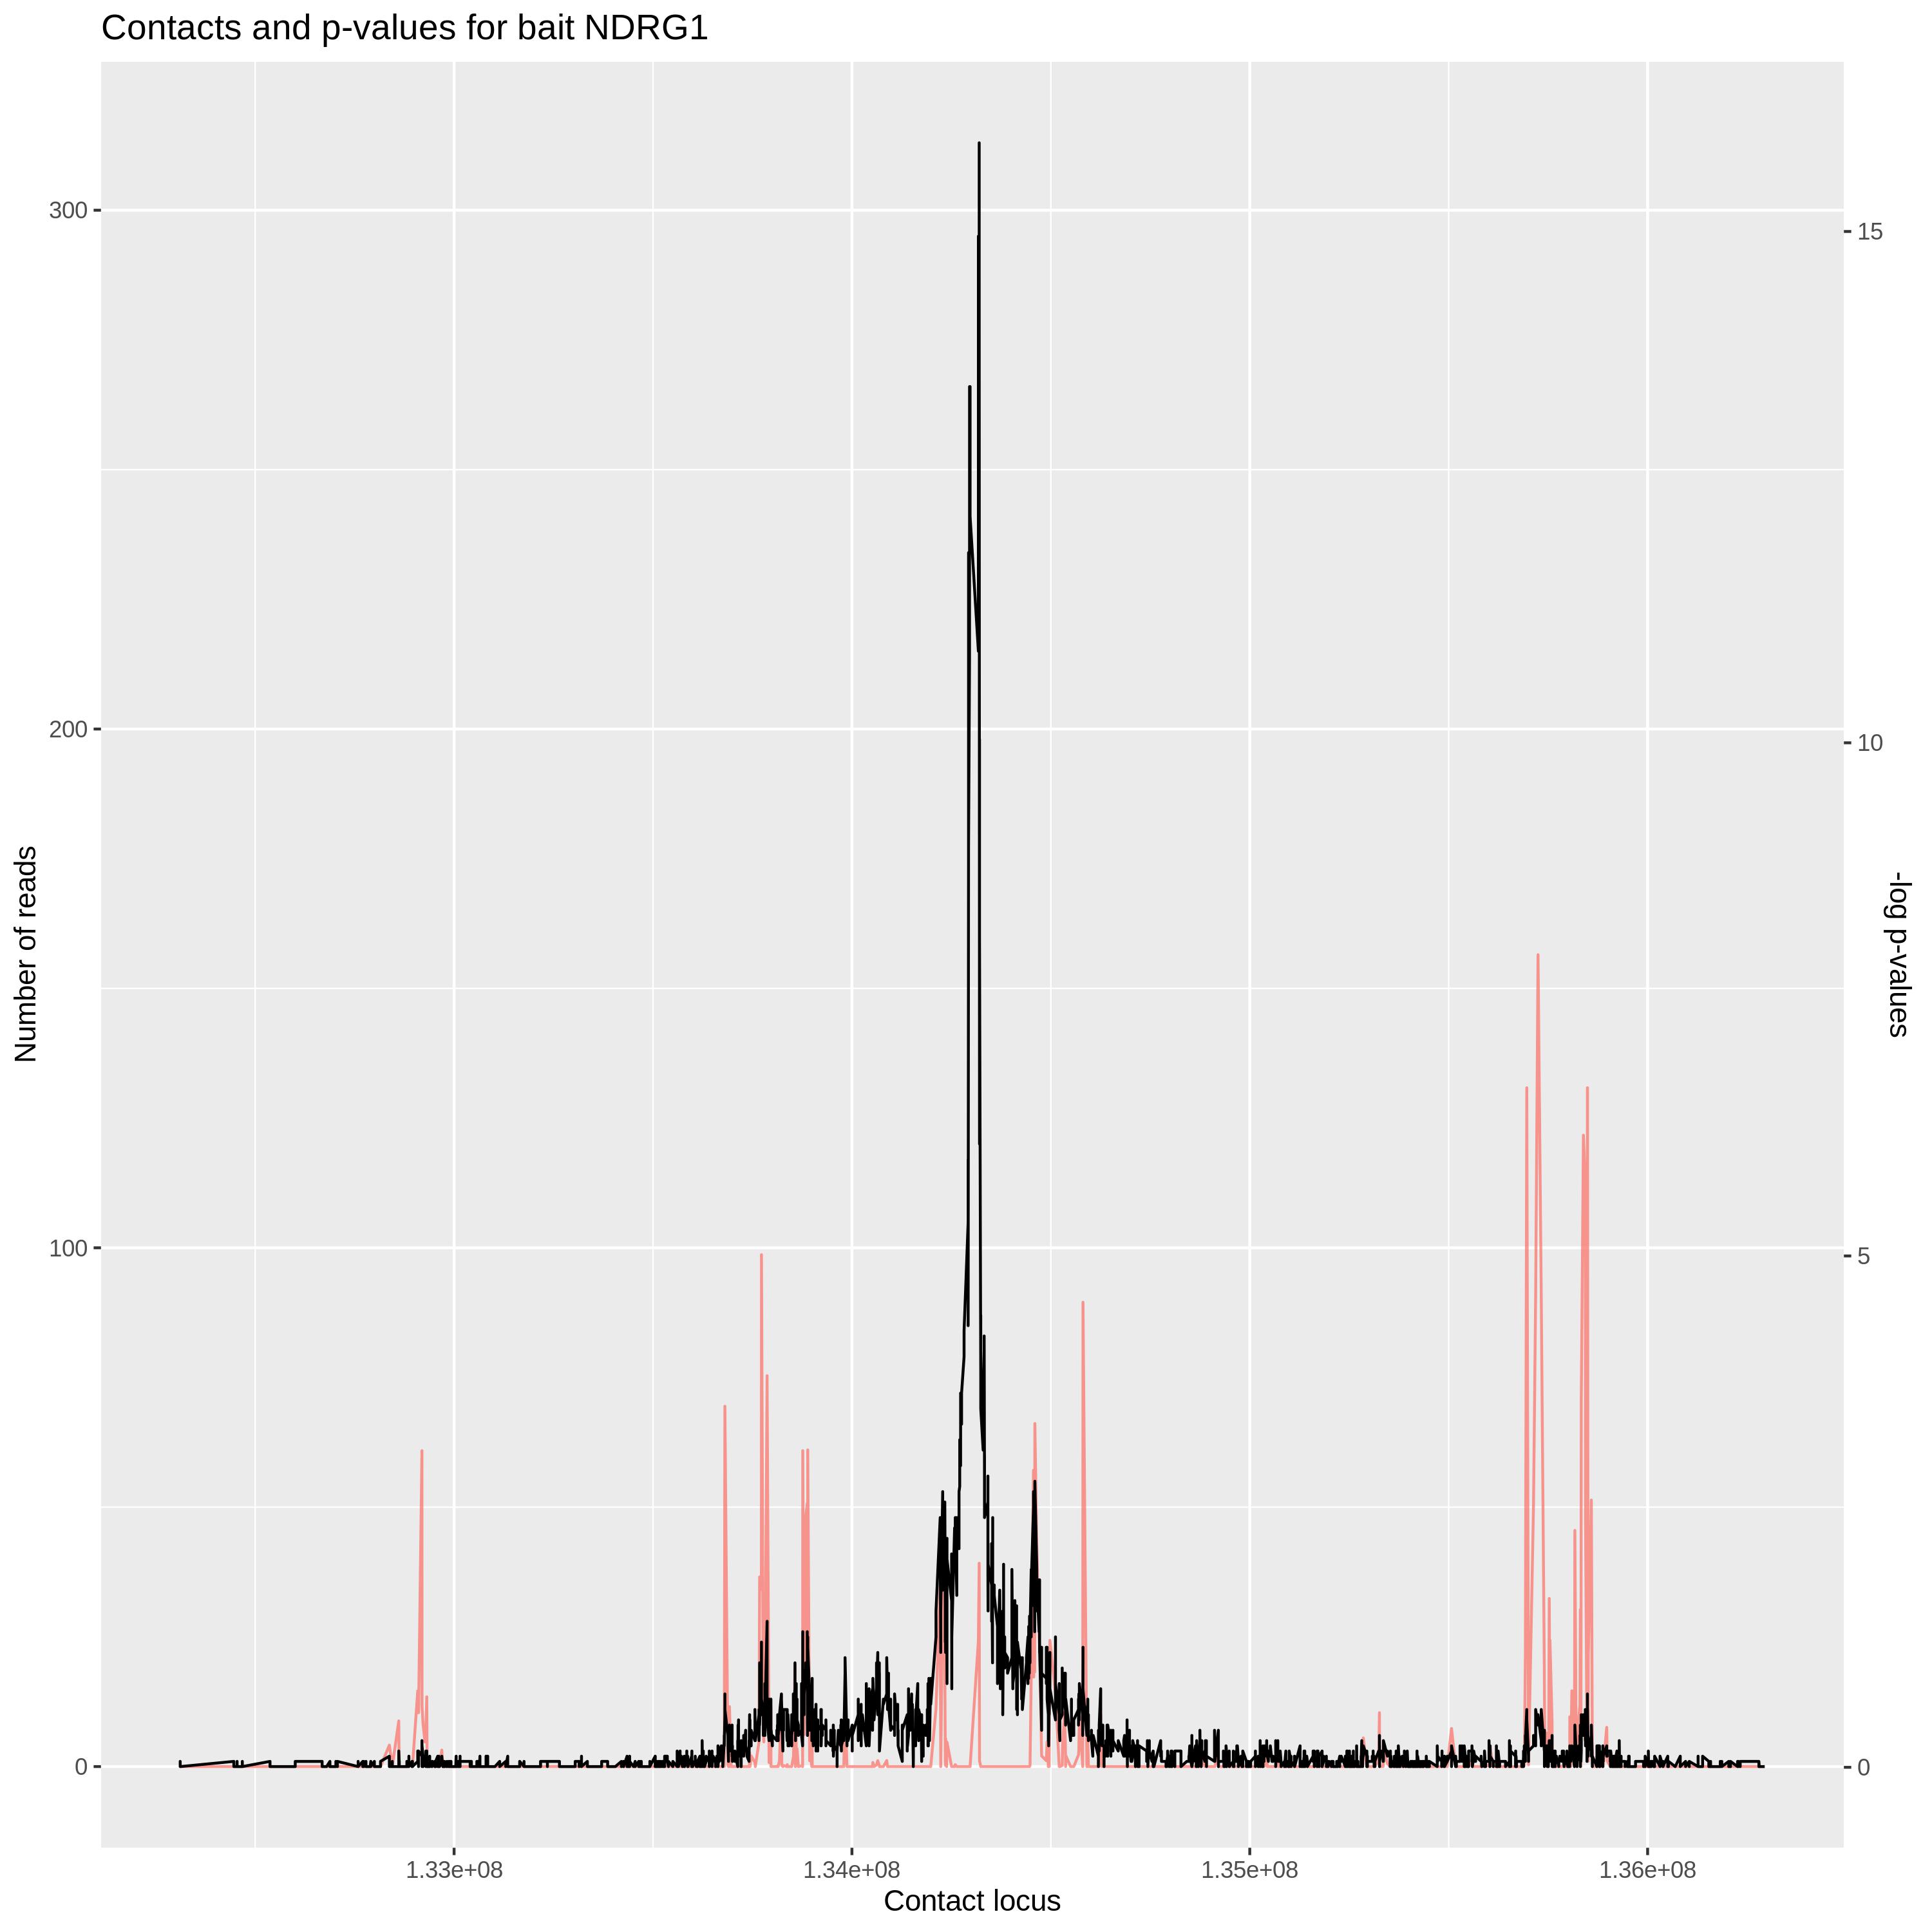 Contacts and p-values for bait NDRG1
300
200
100
0
Number of reads
15
10
5
0
-log p-values
1.33e+08
1.34e+08
1.35e+08
1.36e+08
Contact locus